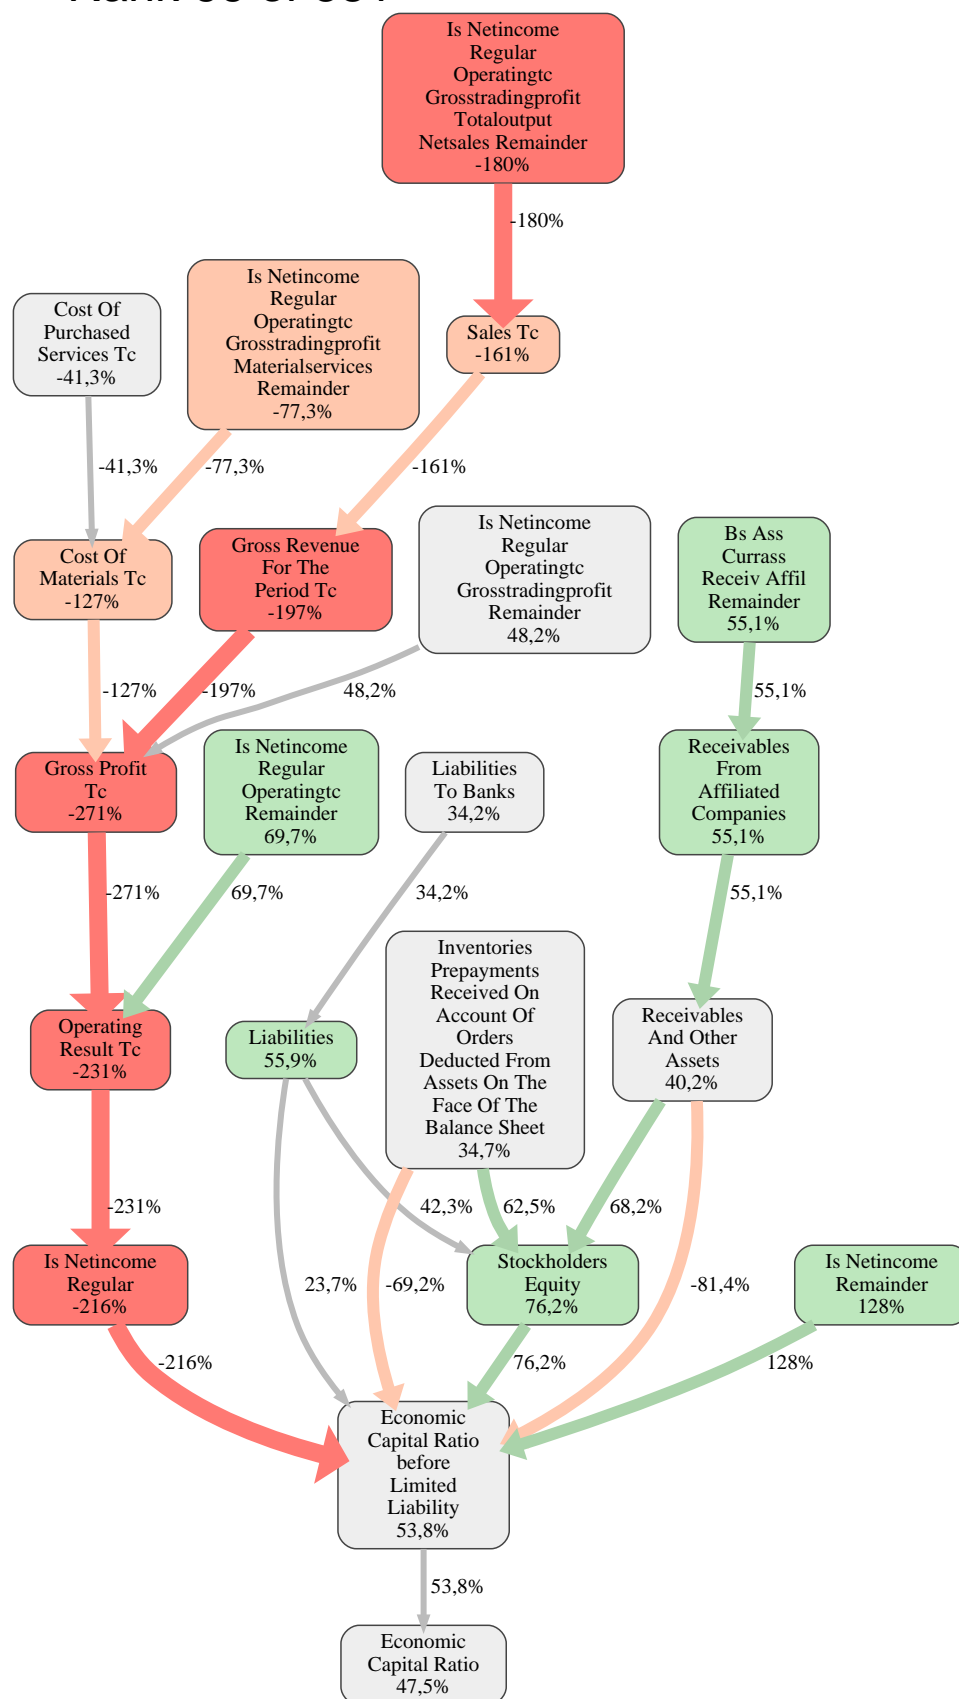 Is Netincome
Regular
Operatingtc
Grosstradingprofit
Totaloutput
Netsales Remainder
-180%
-180%
Cost Of
Purchased
Services Tc
-41,3%
Is Netincome
Regular
Operatingtc
Grosstradingprofit
Materialservices
Remainder
-77,3%
Sales Tc
-161%
-41,3%
-77,3%
-161%
Cost Of
Materials Tc
-127%
Gross Revenue
For The
Period Tc
-197%
Is Netincome
Regular
Operatingtc
Grosstradingprofit
Remainder
48,2%
Bs Ass
Currass
Receiv Affil
Remainder
55,1%
-127%
-197%
48,2%
55,1%
Gross Profit
Tc
-271%
Is Netincome
Regular
Operatingtc
Remainder
69,7%
Liabilities
To Banks
34,2%
Receivables
From
Affiliated
Companies
55,1%
-271%
69,7%
34,2%
55,1%
Operating
Result Tc
-231%
Liabilities
55,9%
Inventories
Prepayments
Received On
Account Of
Orders
Deducted From
Assets On The
Face Of The
Balance Sheet
34,7%
Receivables
And Other
Assets
40,2%
-231%
42,3%
62,5%
68,2%
Is Netincome
Regular
-216%
23,7%
-69,2%
Stockholders
Equity
76,2%
-81,4%
Is Netincome
Remainder
128%
-216%
76,2%
128%
Economic
Capital Ratio
before
Limited
Liability
53,8%
53,8%
Economic
Capital Ratio
47,5%